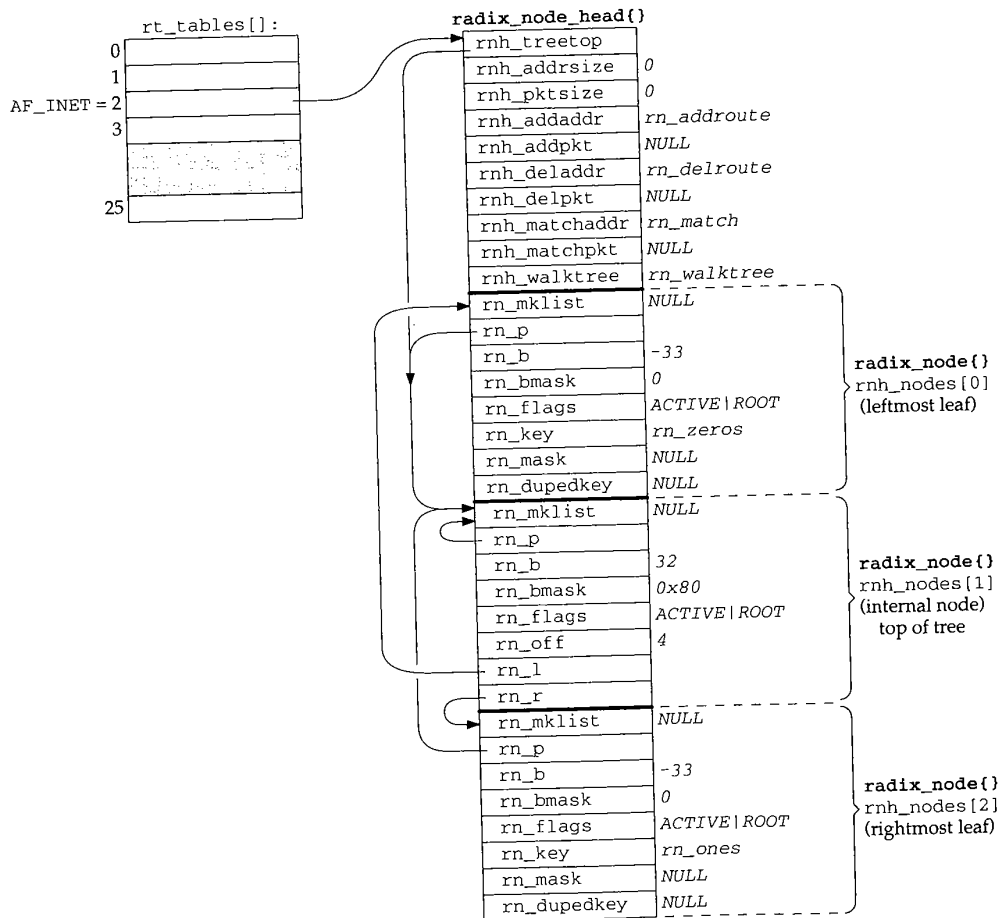 rt_tables[]:
0
1
AF_INET = 2
3
25
radix_node_head{}
rnh_treetop
rnh_addrsize 0
rnh_pktsize 0
rnh_addaddr rn_addroute
rnh_addpkt NULL
rnh_deladdr rn_delroute
rnh_delpkt NULL
rnh_matchaddr rn_match
rnh_matchpkt NULL
rnh_walktree rn_walktree
rn_mklist NULL
rn_p
rn_b -33
rn_bmask 0
rn_flags ACTIVE|ROOT
rn_key rn_zeros
rn_mask NULL
rn_dupedkey NULL
radix_node{}
rnh_nodes[0]
(leftmost leaf)
rn_mklist NULL
rn_p
rn_b 32
rn_bmask 0x80
rn_flags ACTIVE|ROOT
rn_off 4
rn_l
rn_r
radix_node{}
rnh_nodes[1]
(internal node)
top of tree
rn_mklist NULL
rn_p
rn_b -33
rn_bmask 0
rn_flags ACTIVE|ROOT
rn_key rn_ones
rn_mask NULL
rn_dupedkey NULL
radix_node{}
rnh_nodes[2]
(rightmost leaf)